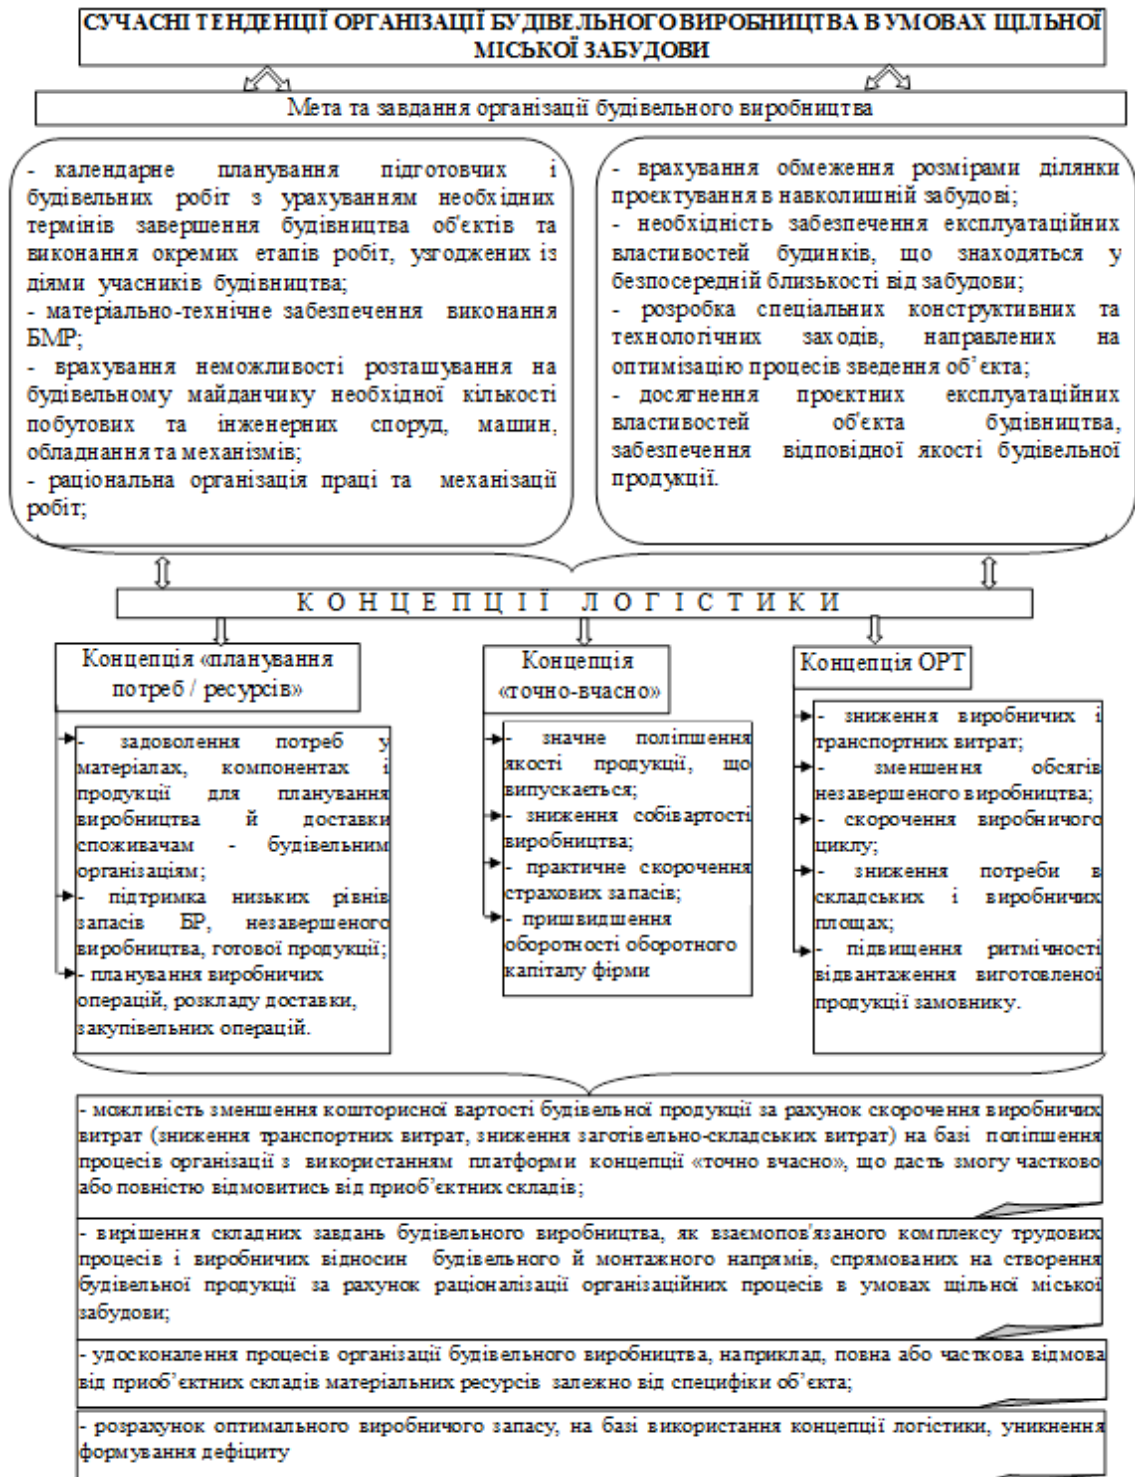 СУЧАСНІ ТЕНДЕНЦІЇ ОРГАНІЗАЦІЇ БУДІВЕЛЬНОГО ВИРОБНИЦТВА В УМОВАХ ЩІЛЬНОЇ
МІСЬКОЇ ЗАБУДОВИ
Мета та завдання організації будівельного виробництва
- календарне планування підготовчих і
будівельних робіт з урахуванням необхідних
термінів завершення будівництва об'єктів та
виконання окремих етапів робіт, узгоджених із
діями учасників будівництва;
- матеріально-технічне забезпечення виконання
БМР;
- врахування неможливості розташування на
будівельному майданчику необхідної кількості
побутових та інженерних споруд, машин,
обладнання та механізмів;
- раціональна організація праці та механізації
робіт;
- врахування обмеження розмірами ділянки
проєктування в навколишній забудові;
- необхідність забезпечення експлуатаційних
властивостей будинків, що знаходяться у
безпосередній близькості від забудови;
- розробка спеціальних конструктивних та
технологічних заходів, направлених на
оптимізацію процесів зведення об’єкта;
- досягнення проєктних експлуатаційних
властивостей об'єкта будівництва,
забезпечення відповідної якості будівельної
продукції.
КОНЦЕПЦІЇ ЛОГІСТИКИ
Концепція «планування
потреб / ресурсів»
- задоволення потреб у
матеріалах, компонентах і
продукції для планування
виробництва й доставки
споживачам - будівельним
організаціям;
- підтримка низьких рівнів
запасів БР, незавершеного
виробництва, готової продукції;
- планування виробничих
операцій, розкладу доставки,
закупівельних операцій.
Концепція
«точно-вчасно»
- значне поліпшення
якості продукції, що
випускається;
- зниження собівартості
виробництва;
- практичне скорочення
страхових запасів;
- пришвидшення
оборотності оборотного
капіталу фірми
Концепція ОРТ
- зниження виробничих і
транспортних витрат;
- зменшення обсягів
незавершеного виробництва;
- скорочення виробничого
циклу;
- зниження потреби в
складських і виробничих
площах;
- підвищення ритмічності
відвантаження виготовленої
продукції замовнику.
- можливість зменшення кошторисної вартості будівельної продукції за рахунок скорочення виробничих
витрат (зниження транспортних витрат, зниження заготівельно-складських витрат) на базі поліпшення
процесів організації з використанням платформи концепції «точно вчасно», що дасть змогу частково
або повністю відмовитись від приоб’єктних складів;
- вирішення складних завдань будівельного виробництва, як взаємопов'язаного комплексу трудових
процесів і виробничих відносин будівельного й монтажного напрямів, спрямованих на створення
будівельної продукції за рахунок раціоналізації організаційних процесів в умовах щільної міської
забудови;
- удосконалення процесів організації будівельного виробництва, наприклад, повна або часткова відмова
від приоб’єктних складів матеріальних ресурсів залежно від специфіки об’єкта;
- розрахунок оптимального виробничого запасу, на базі використання концепції логістики, уникнення
формування дефіциту